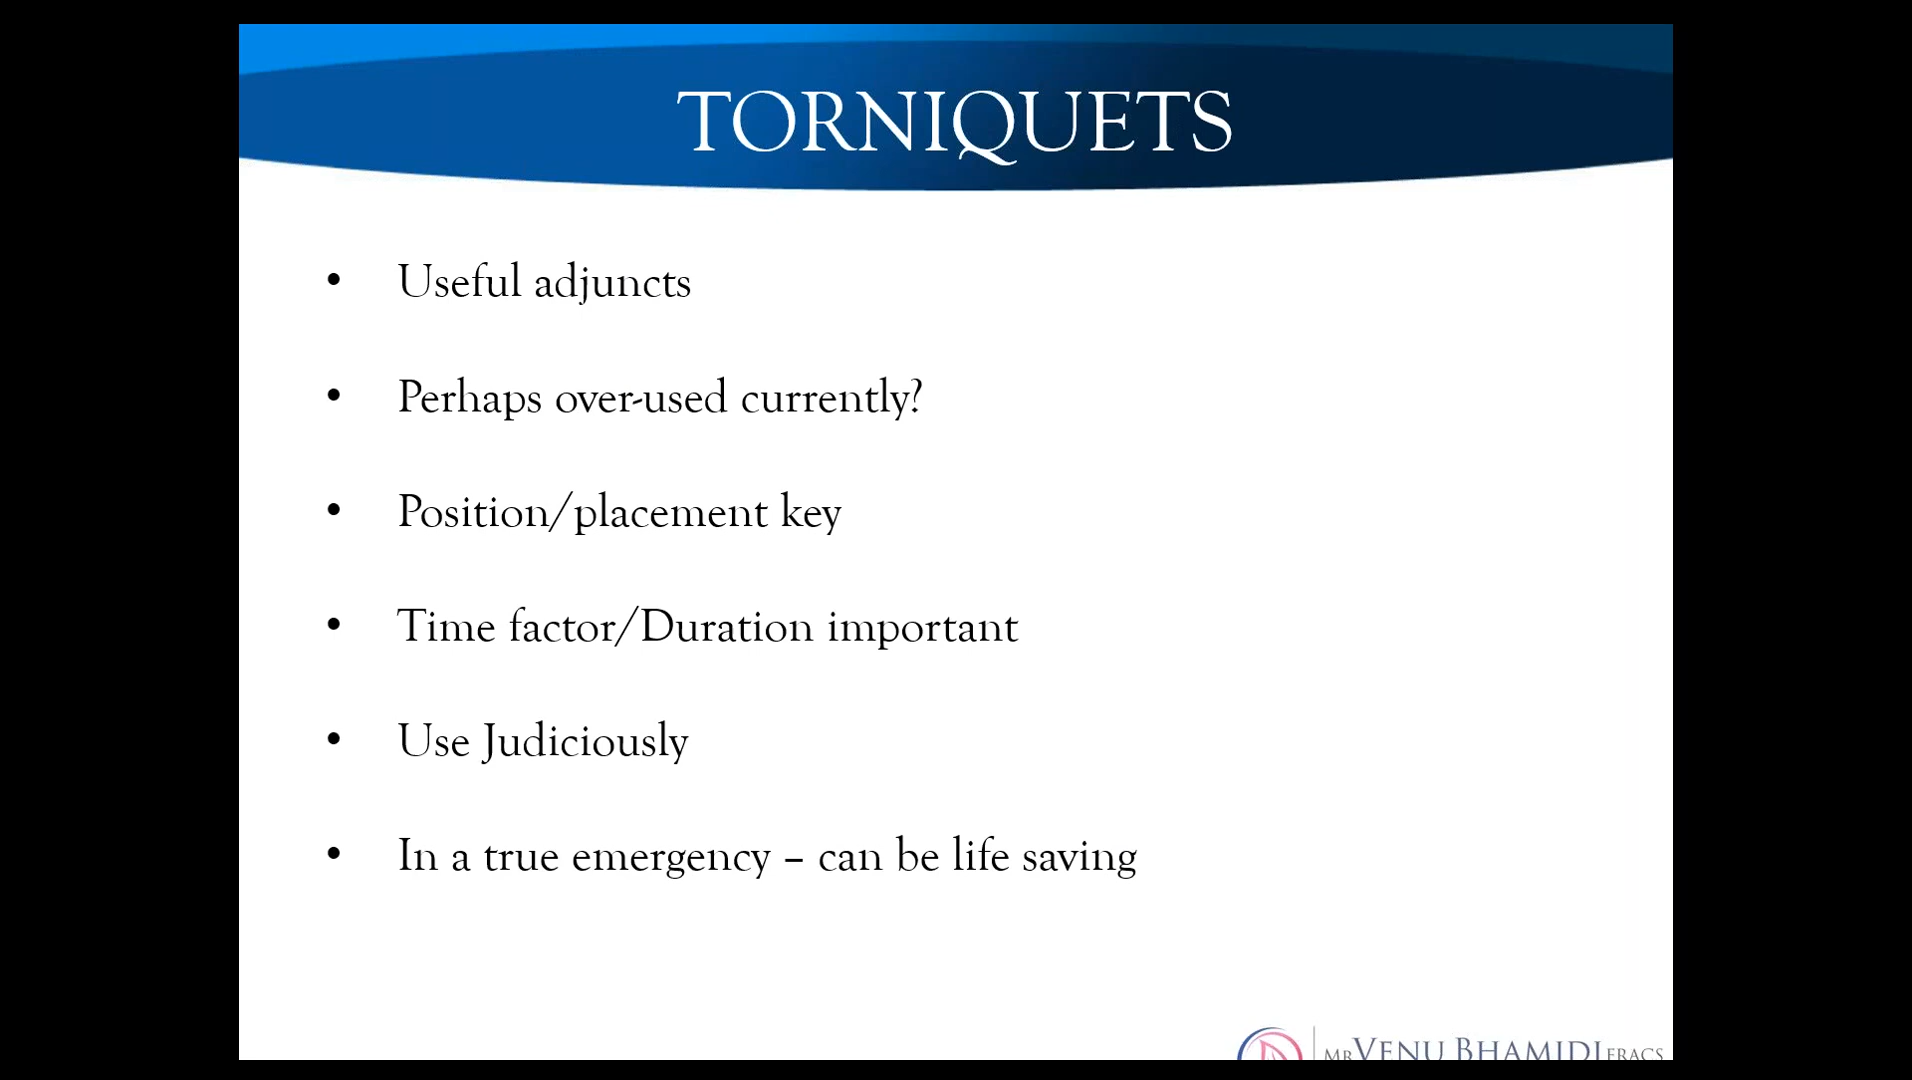 TORNIQUETS
• Useful adjuncts
• Perhaps over-used currently?
• Position/placement key
• Time factor/Duration important
• Use Judiciously
• In a true emergency – can be life saving
MR VENU BHAMIDI FRACS